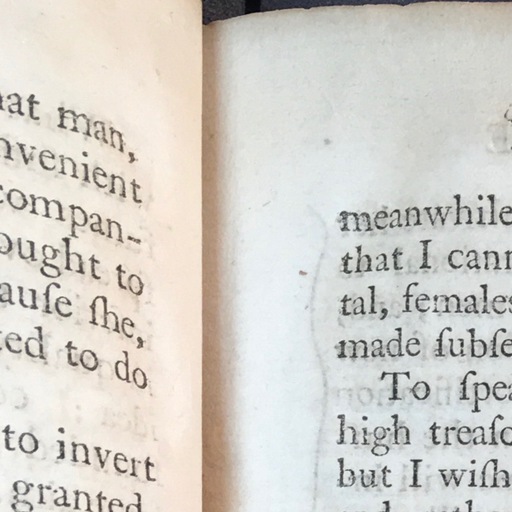 hat man,
nvenient
compan-
ought to
auſe ſhe,
ted to do
to invert
granted
meanwhile
that I cann
tal, females
made ſubſe
To ſpea
high treaſo
but I wiſh